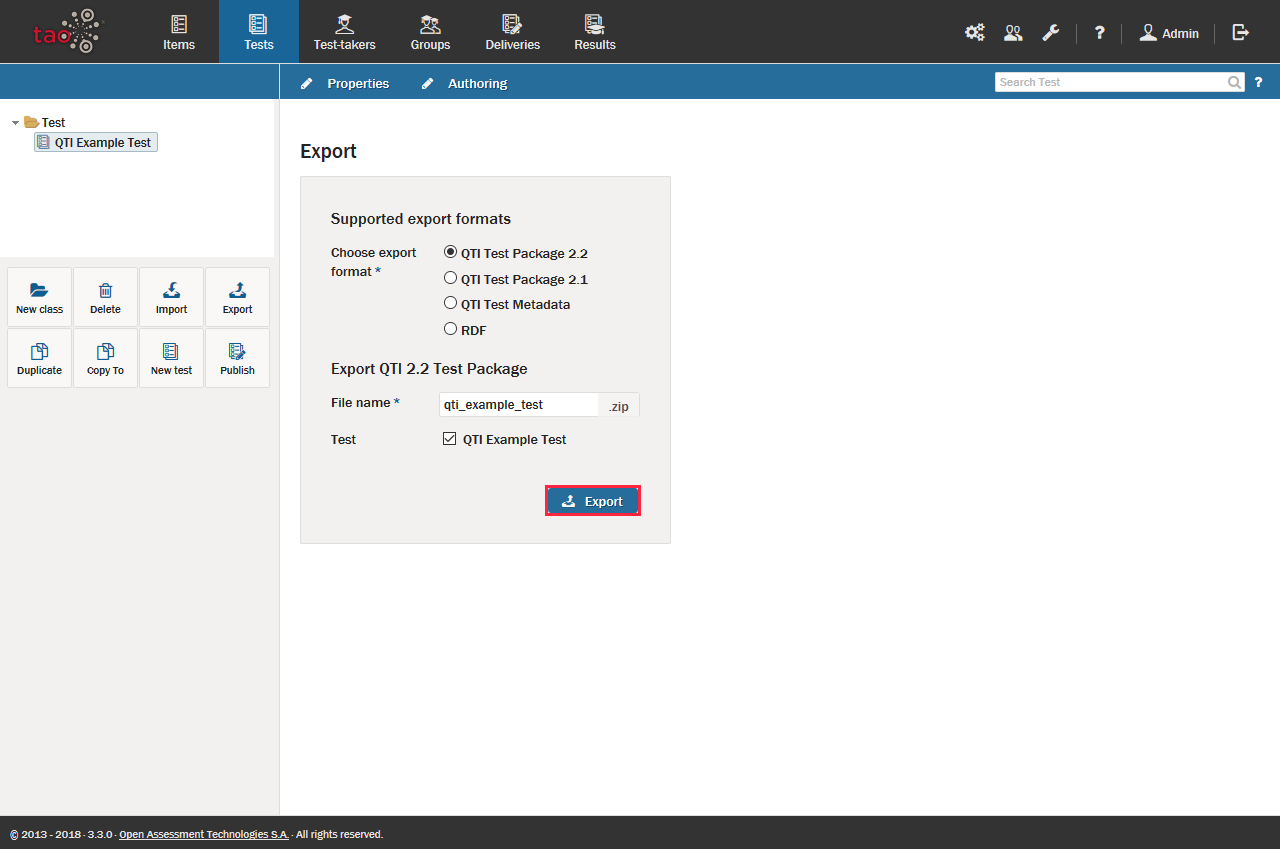 tao
Items
Tests
Test-takers
Groups
Deliveries
Results
?
Admin
Properties
Authoring
Search Test
?
Test
QTI Example Test
New class
Delete
Import
Export
Duplicate
Copy To
New test
Publish
Export
Supported export formats
Choose export
format *
QTI Test Package 2.2
QTI Test Package 2.1
QTI Test Metadata
RDF
Export QTI 2.2 Test Package
File name *
qti_example_test
.zip
Test
QTI Example Test
Export
© 2013 - 2018 · 3.3.0 · Open Assessment Technologies S.A. · All rights reserved.